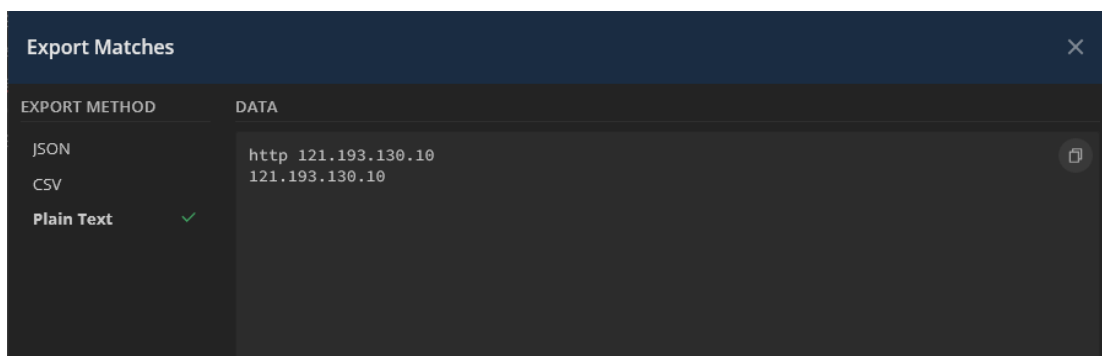 Export Matches
EXPORT METHOD
JSON
CSV
Plain Text
DATA
http 121.193.130.10
121.193.130.10